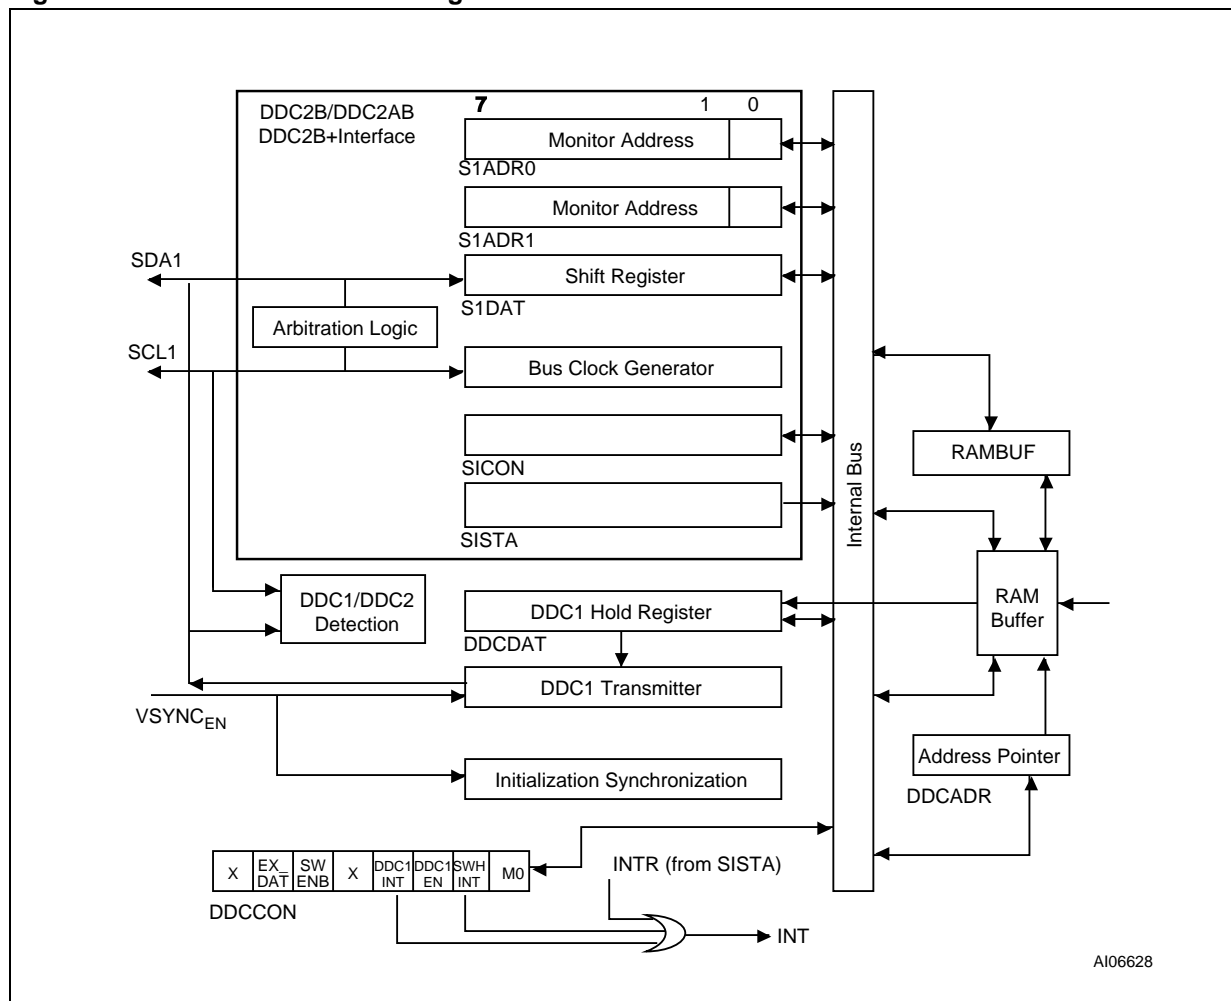 DDC2B/DDC2AB
DDC2B+Interface
7 1 0
Monitor Address
S1ADR0
Monitor Address
S1ADR1
SDA1
Shift Register
S1DAT
Arbitration Logic
SCL1
Bus Clock Generator
SICON
SISTA
Internal Bus
RAMBUF
RAM
Buffer
DDC1/DDC2
Detection
DDC1 Hold Register
DDCDAT
DDC1 Transmitter
VSYNCEN
Address Pointer
DDCADR
Initialization Synchronization
X
EX_
DAT
SW
ENB
X
DDC1
INT
DDC1
EN
SWH
INT
M0
DDCCON
INTR (from SISTA)
INT
AI06628